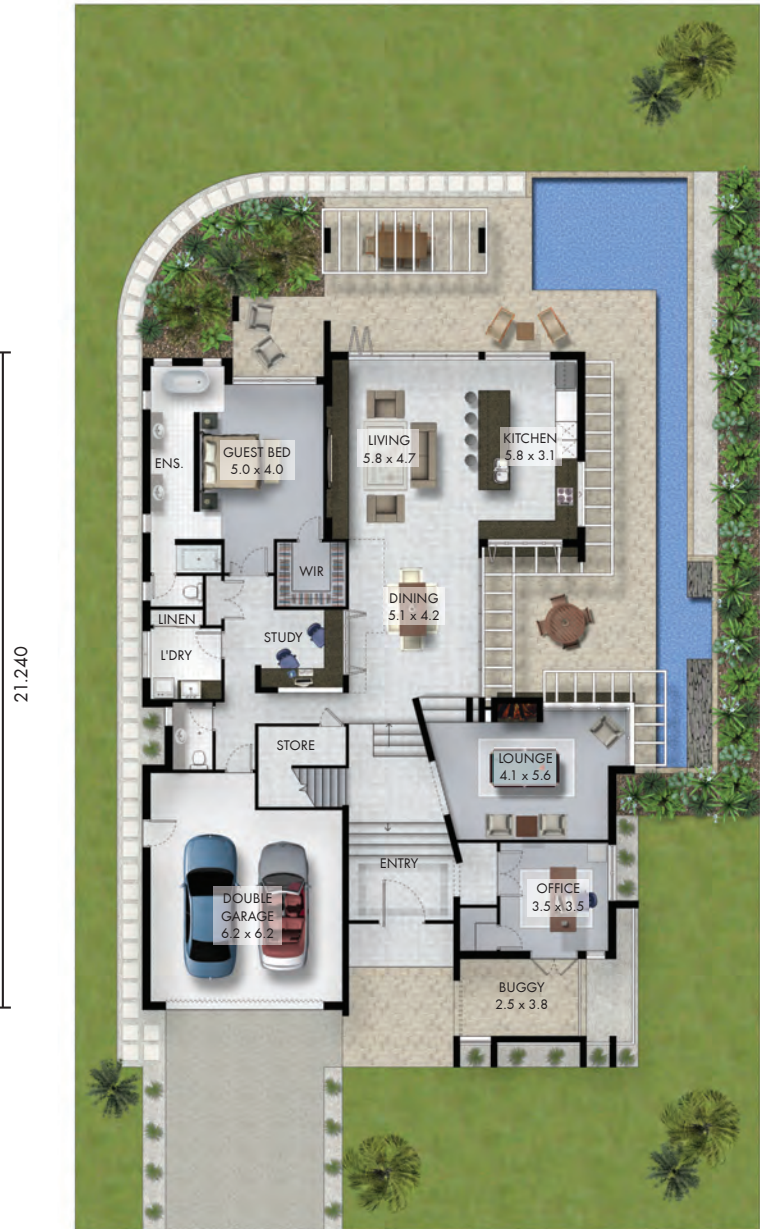 21.240
LIVING
5.8 x 4.7
KITCHEN
5.8 x 3.1
GUEST BED
5.0 x 4.0
ENS.
WIR
DINING
5.1 x 4.2
LINEN
STUDY
L'DRY
STORE
LOUNGE
4.1 x 5.6
ENTRY
DOUBLE
GARAGE
6.2 x 6.2
OFFICE
3.5 x 3.5
BUGGY
2.5 x 3.8